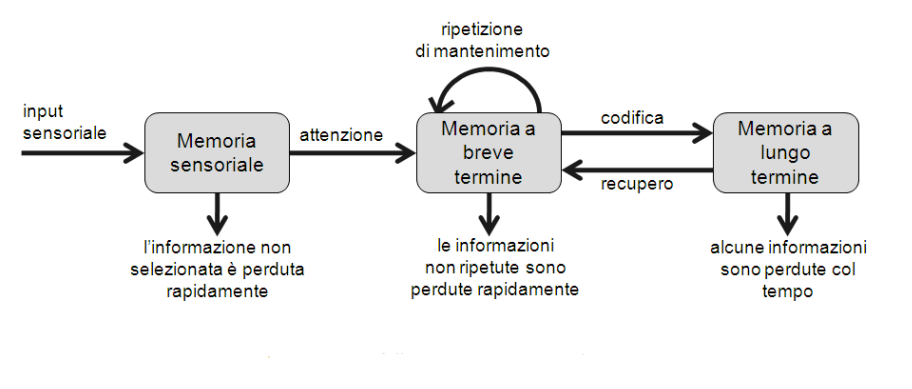 ripetizione
di mantenimento
input
sensoriale
Memoria
sensoriale
attenzione
Memoria a
breve
termine
codifica
recupero
Memoria a
lungo
termine
l'informazione non
selezionata è perduta
rapidamente
le informazioni
non ripetute sono
perdute rapidamente
alcune informazioni
sono perdute col
tempo